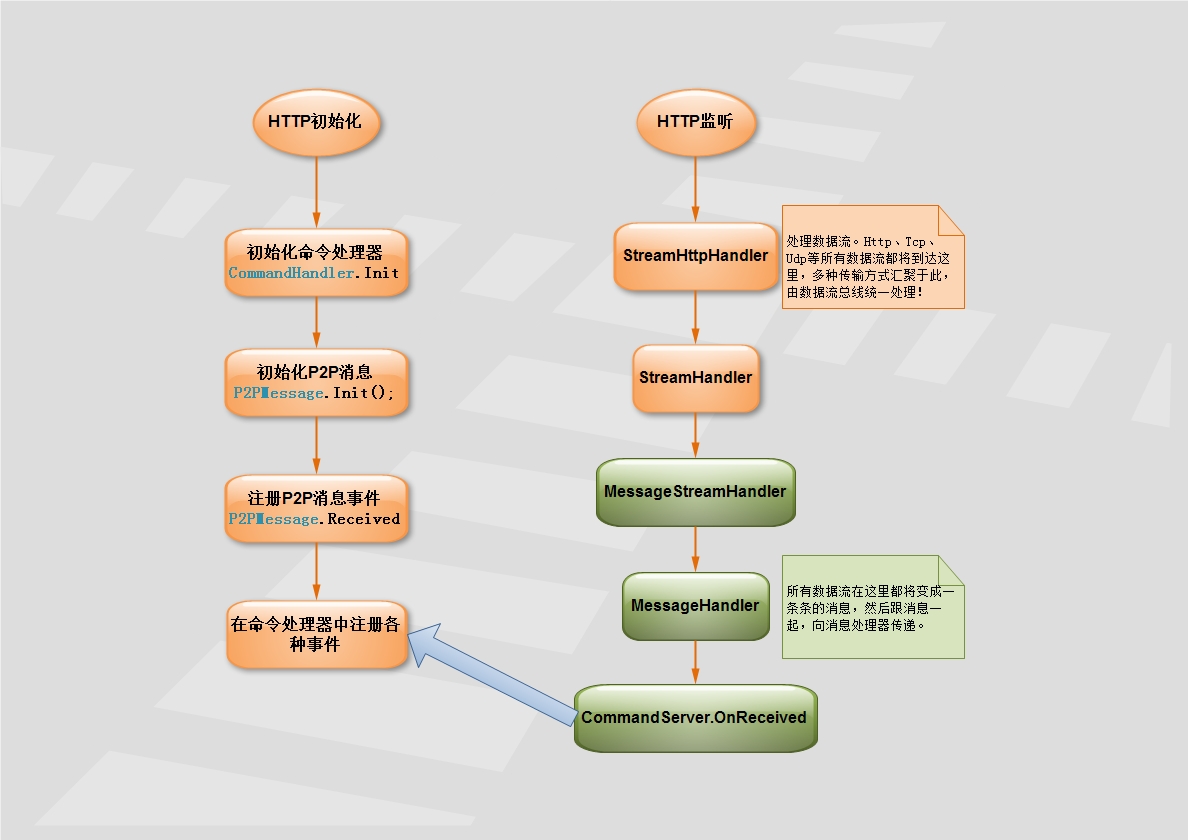 HTTP初始化
初始化命令处理器
CommandHandler.Init
初始化P2P消息
P2PMessage.Init();
注册P2P消息事件
P2PMessage.Received
在命令处理器中注册各
种事件
HTTP监听
StreamHttpHandler
处理数据流。Http、Tcp、
Udp等所有数据流都将到达这
里，多种传输方式汇聚于此，
由数据流总线统一处理！
StreamHandler
MessageStreamHandler
MessageHandler
所有数据流在这里都将变成一
条条的消息，然后跟消息一
起，向消息处理器传递。
CommandServer.OnReceived